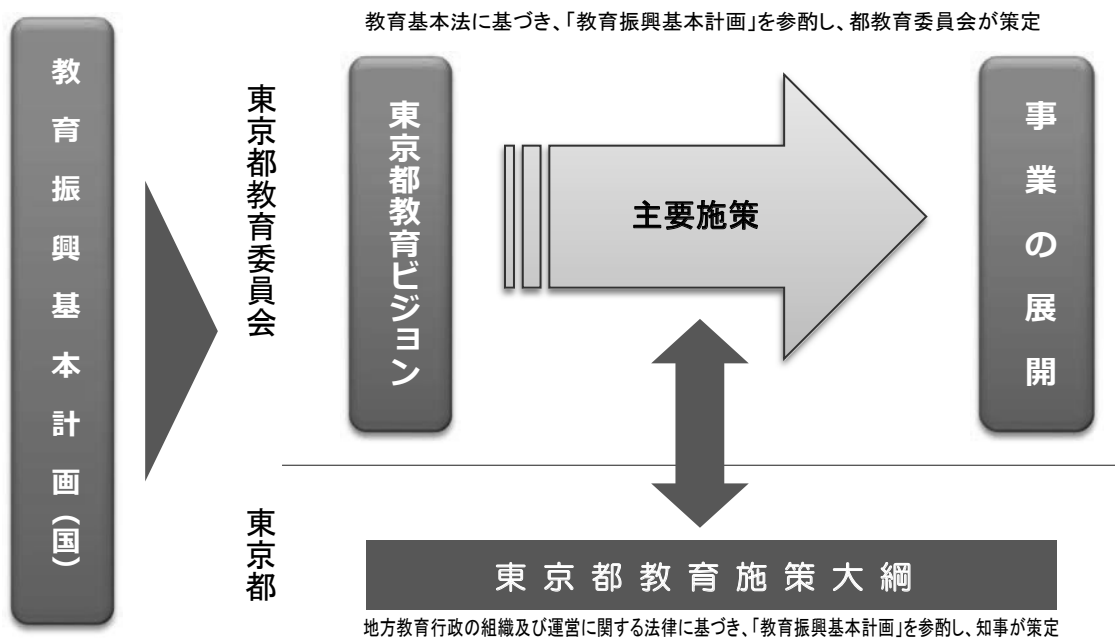 教育基本法に基づき、「教育振興基本計画」を参酌し、都教育委員会が策定
教育振興基本計画(国)
東京都教育委員会
東京都教育ビジョン
主要施策
事業の展開
東京都
東京都教育施策大綱
地方教育行政の組織及び運営に関する法律に基づき、「教育振興基本計画」を参酌し、知事が策定